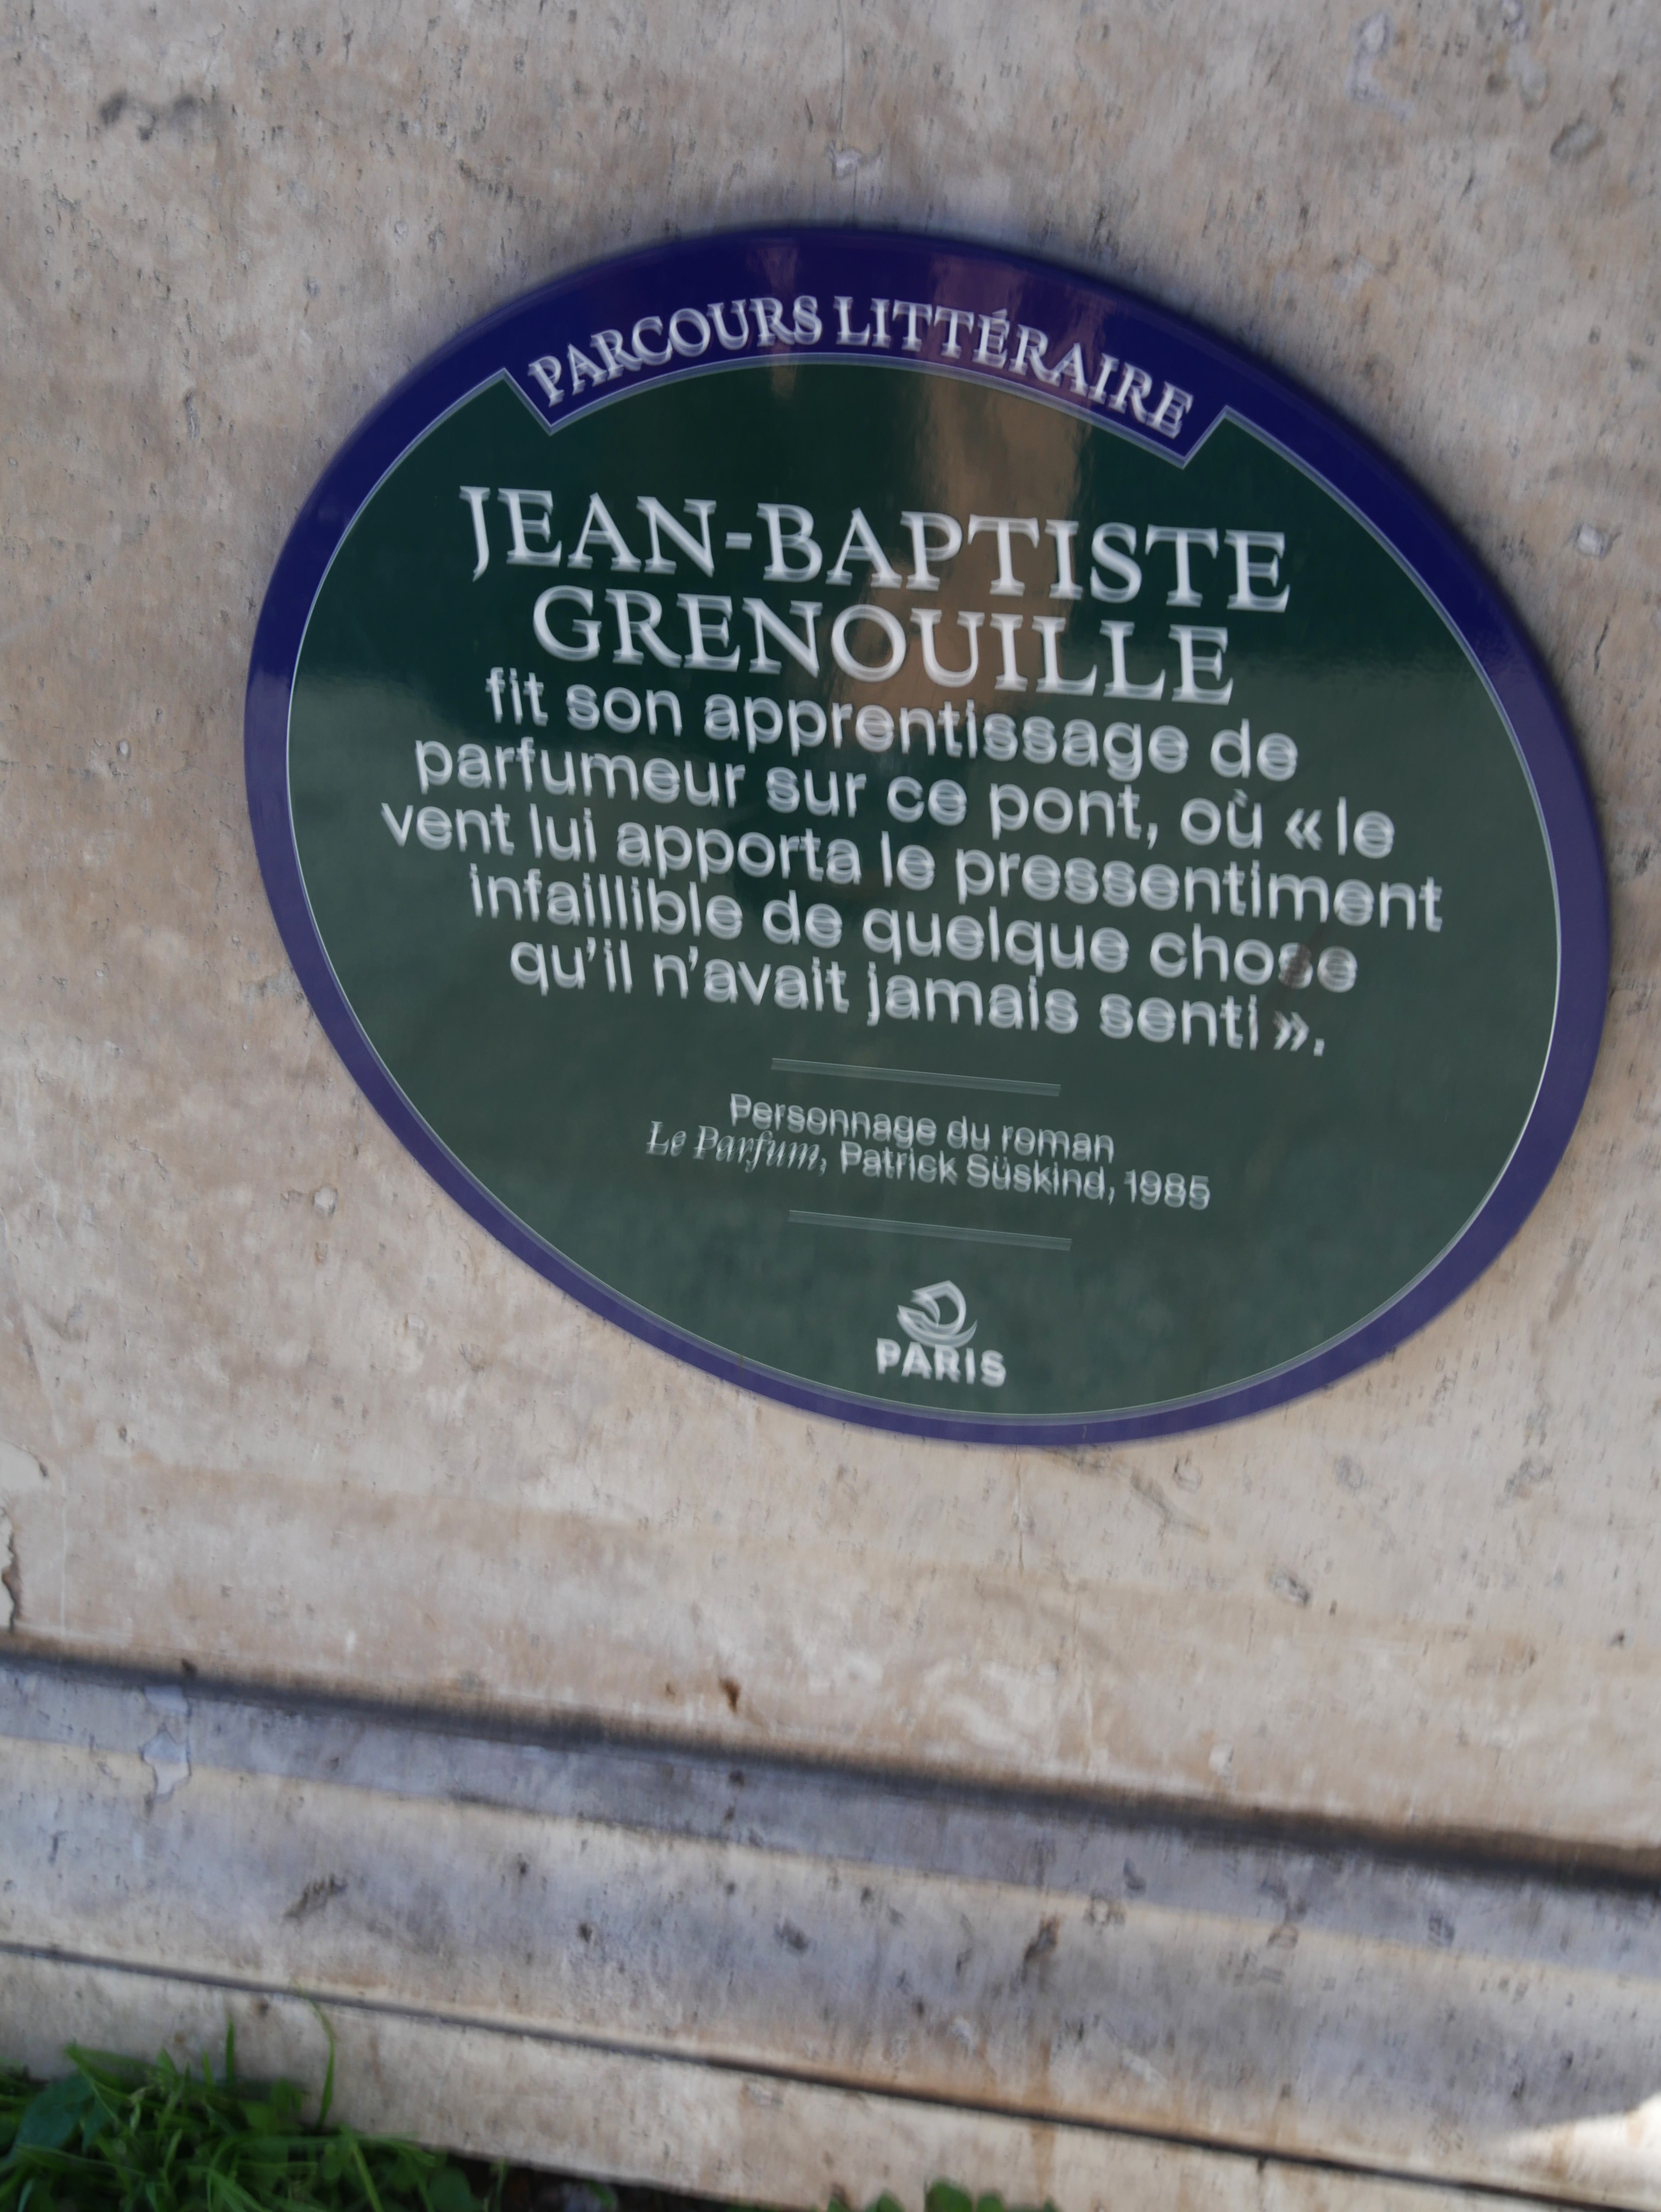 PARCOURS LITTÉRAIRE
JEAN-BAPTISTE
GRENOUILLE
fit son apprentissage de
parfumeur sur ce pont, où « le
vent lui apporta le pressentiment
infaillible de quelque chose
qu’il n’avait jamais senti ».
Personnage du roman
Le Parfum, Patrick Süskind, 1985
PARIS